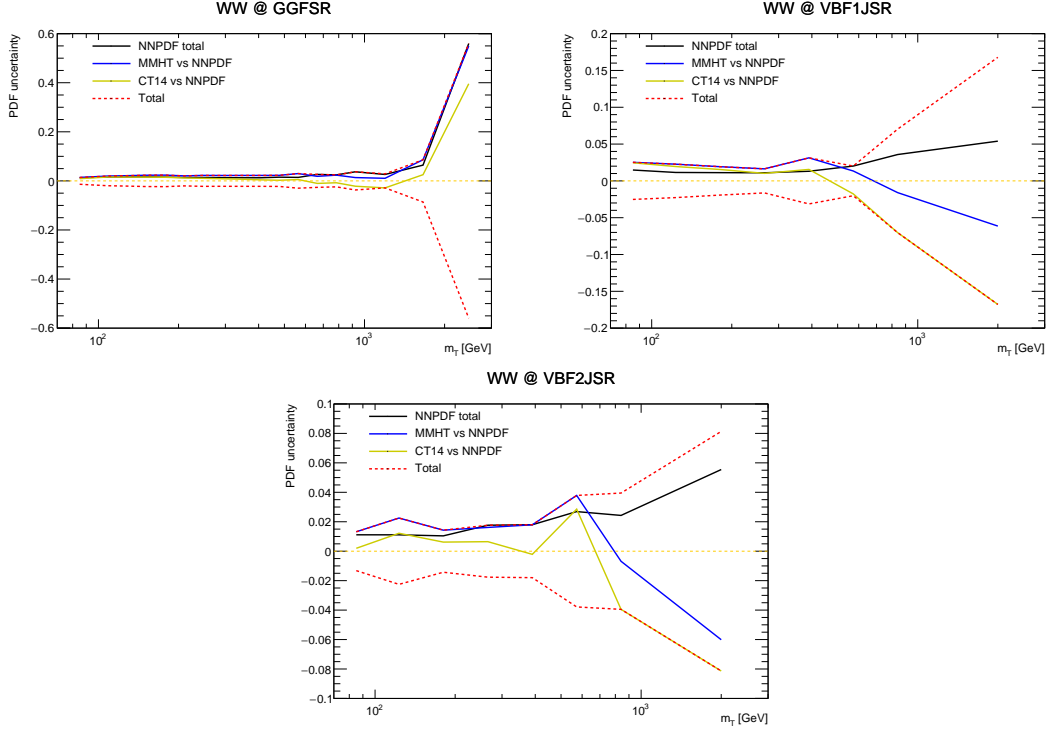 WW @ GGFSR
PDF uncertainty
0.6
0.4
0.2
0
−0.2
−0.4
−0.6
NNPDF total
MMHT vs NNPDF
CT14 vs NNPDF
Total
10²
10³
m_T [GeV]
WW @ VBF1JSR
PDF uncertainty
0.2
0.15
0.1
0.05
0
−0.05
−0.1
−0.15
−0.2
NNPDF total
MMHT vs NNPDF
CT14 vs NNPDF
Total
10²
10³
m_T [GeV]
WW @ VBF2JSR
PDF uncertainty
0.1
0.08
0.06
0.04
0.02
0
−0.02
−0.04
−0.06
−0.08
−0.1
NNPDF total
MMHT vs NNPDF
CT14 vs NNPDF
Total
10²
10³
m_T [GeV]